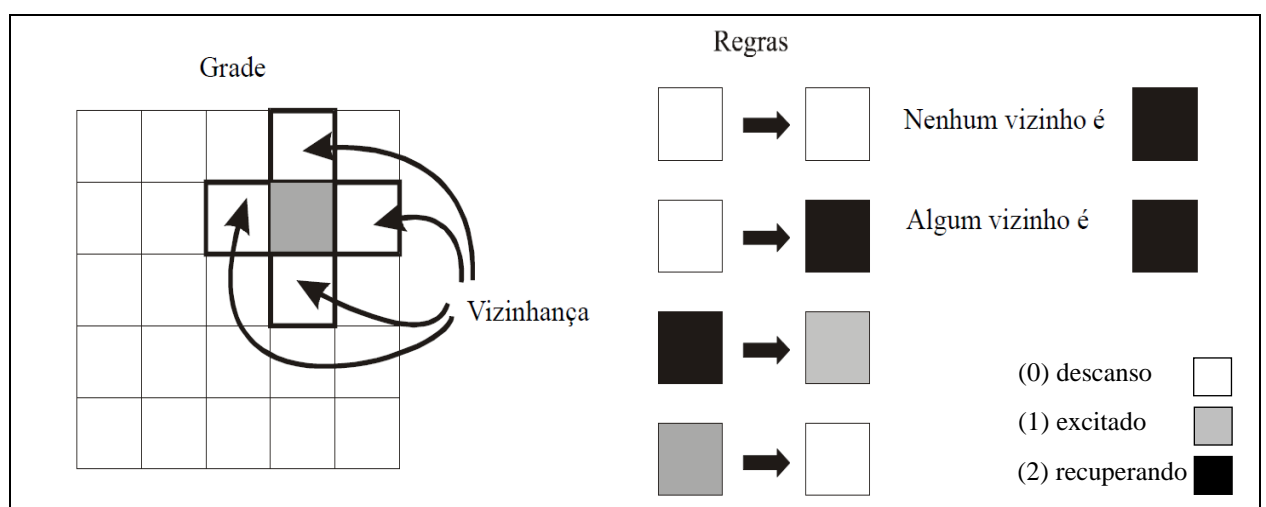 Regras
Grade
Nenhum vizinho é
Algum vizinho é
Vizinhança
(0) descanso
(1) excitado
(2) recuperando